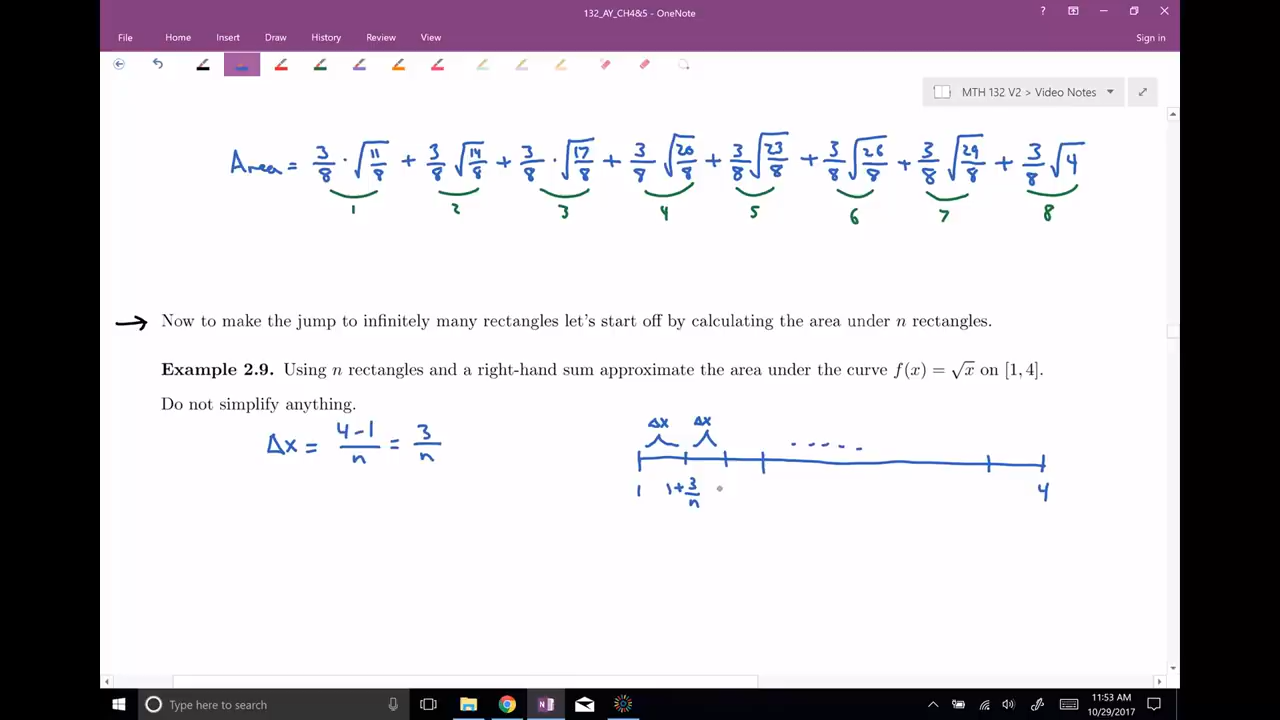 132_AY_CH4&5 - OneNote
?
File Home Insert Draw History Review View Sign in
MTH 132 V2 > Video Notes
Area = 3/8 · √(11/8) + 3/8 √(14/8) + 3/8 · √(17/8) + 3/8 √(20/8) + 3/8 √(23/8) + 3/8 √(26/8) + 3/8 √(29/8) + 3/8 √4
1 2 3 4 5 6 7 8
→ Now to make the jump to infinitely many rectangles let's start off by calculating the area under n rectangles.
Example 2.9. Using n rectangles and a right-hand sum approximate the area under the curve f(x) = √x on [1, 4].
Do not simplify anything.
Δx = (4-1)/n = 3/n
Δx Δx
1 1+3/n 4
Type here to search
11:53 AM
10/29/2017